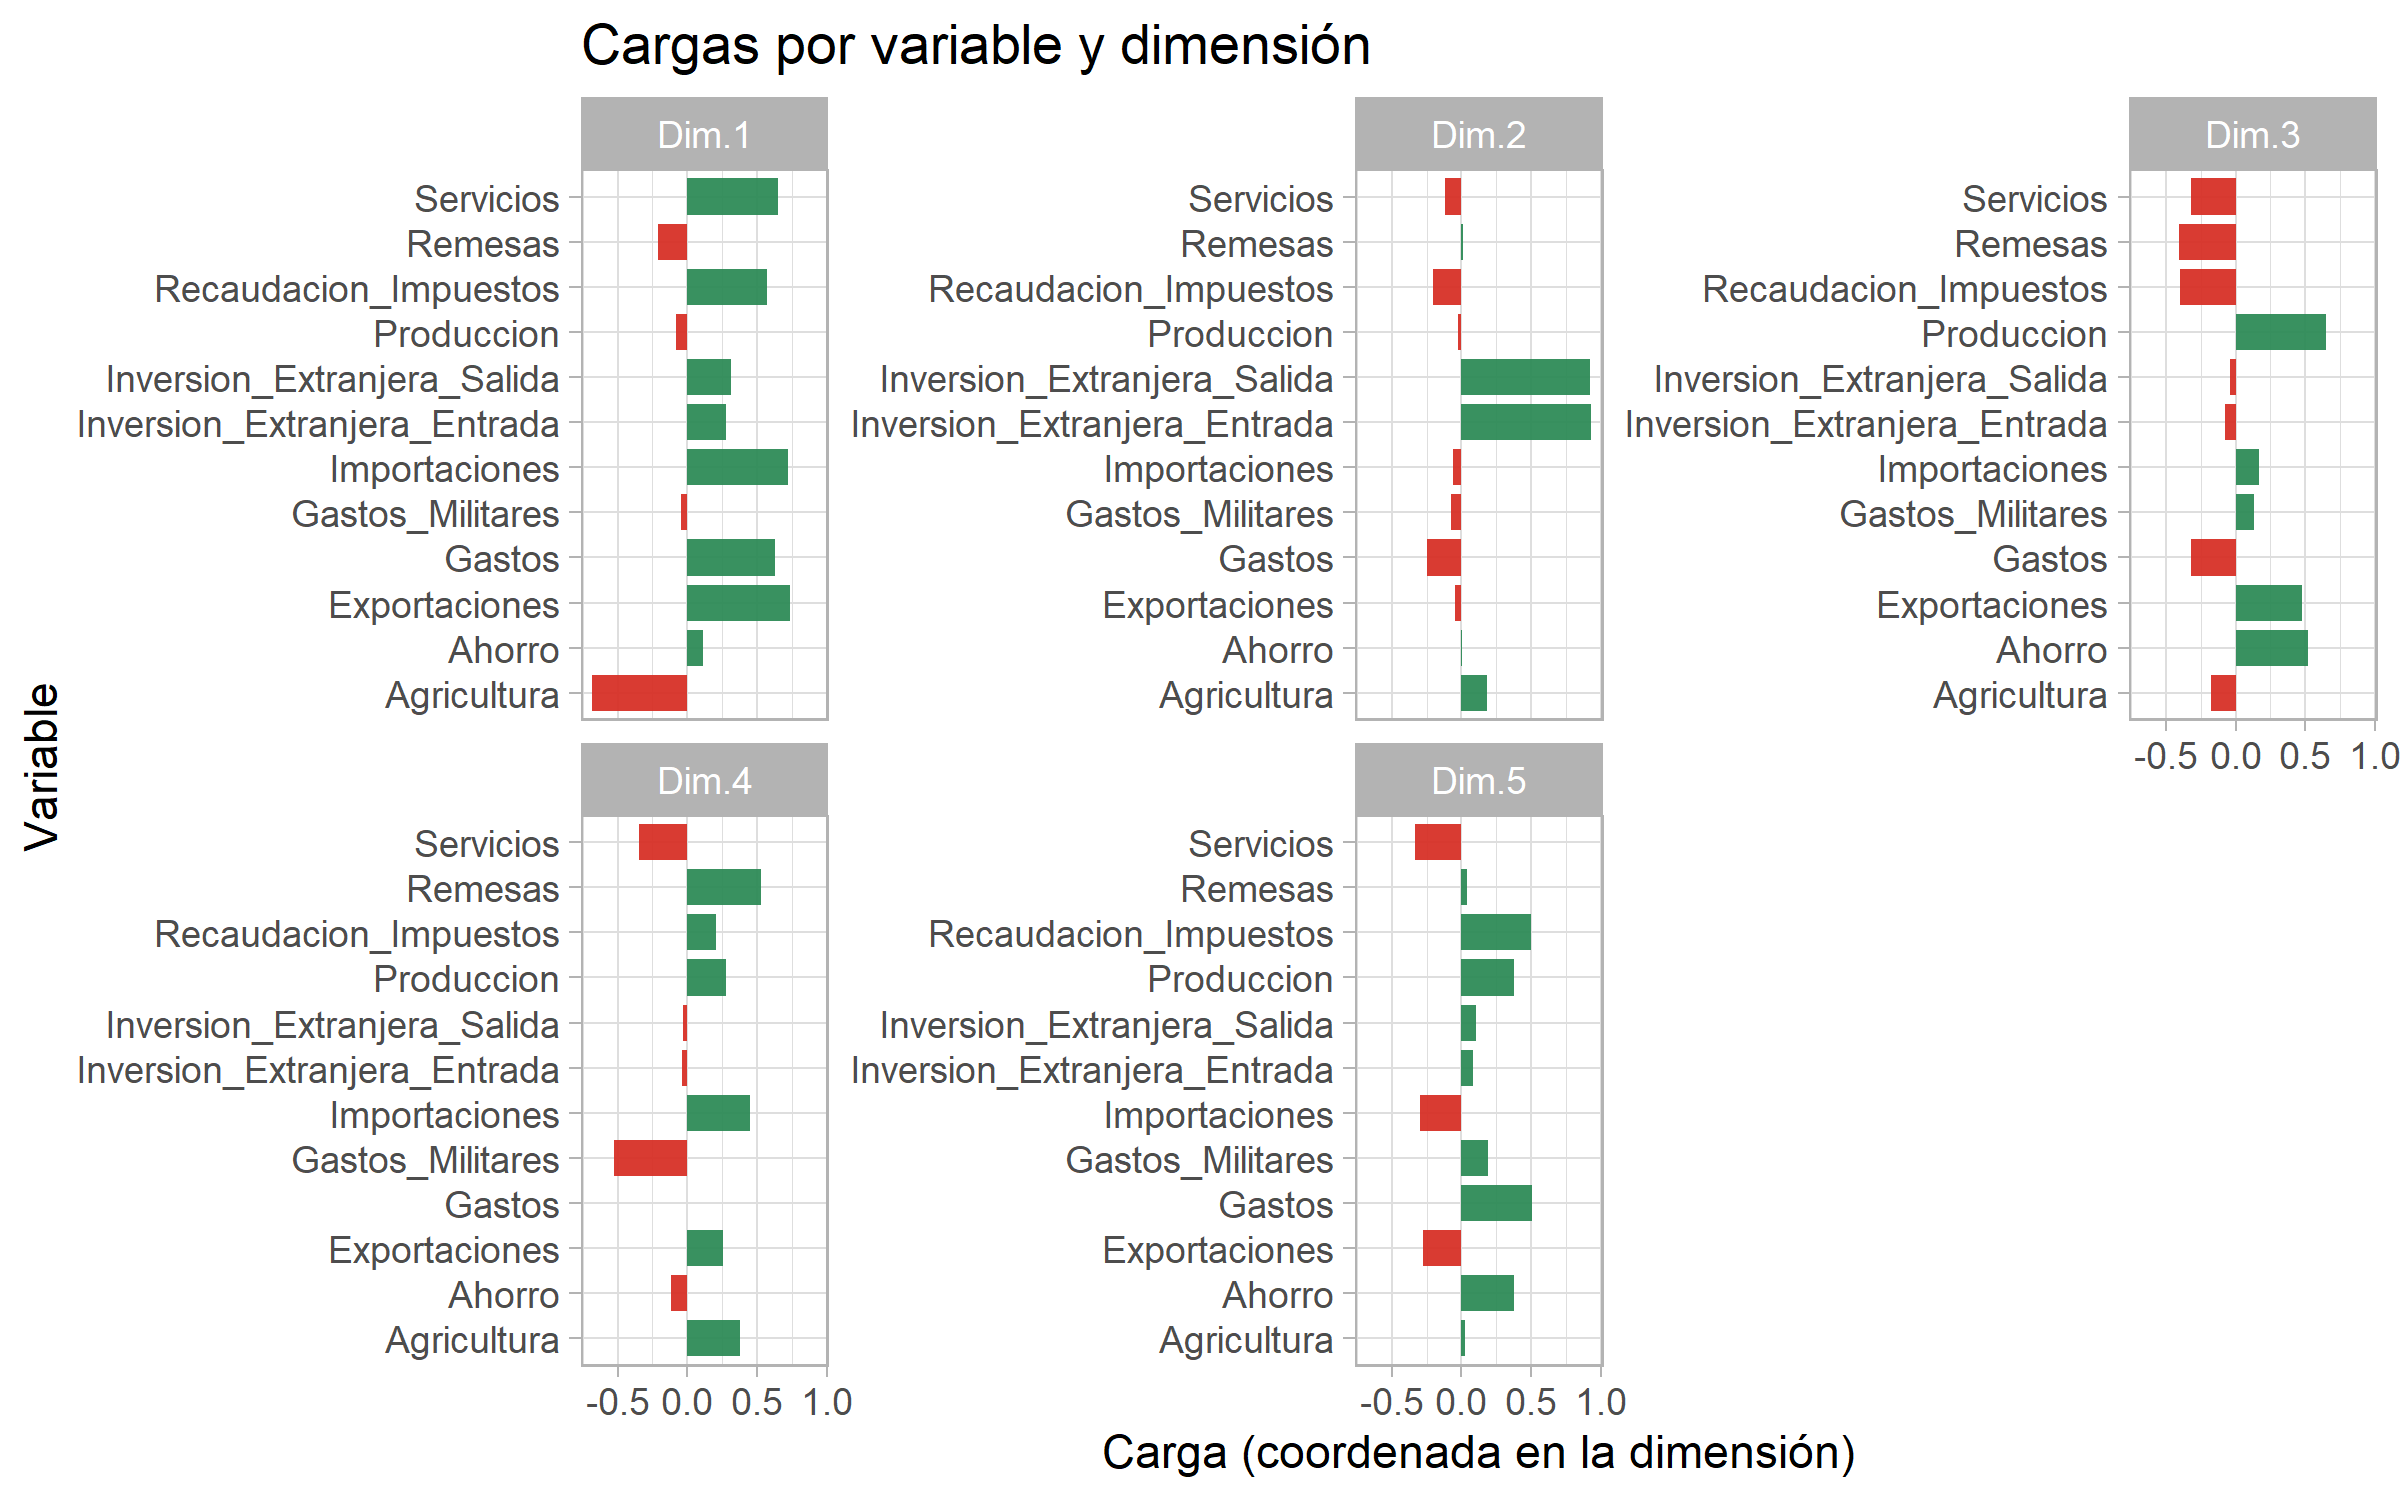 Cargas por variable y dimensión
Variable
Dim.1
Servicios
Remesas
Recaudacion_Impuestos
Produccion
Inversion_Extranjera_Salida
Inversion_Extranjera_Entrada
Importaciones
Gastos_Militares
Gastos
Exportaciones
Ahorro
Agricultura
Dim.2
Servicios
Remesas
Recaudacion_Impuestos
Produccion
Inversion_Extranjera_Salida
Inversion_Extranjera_Entrada
Importaciones
Gastos_Militares
Gastos
Exportaciones
Ahorro
Agricultura
Dim.3
Servicios
Remesas
Recaudacion_Impuestos
Produccion
Inversion_Extranjera_Salida
Inversion_Extranjera_Entrada
Importaciones
Gastos_Militares
Gastos
Exportaciones
Ahorro
Agricultura
-0.5 0.0 0.5 1.0
Dim.4
Servicios
Remesas
Recaudacion_Impuestos
Produccion
Inversion_Extranjera_Salida
Inversion_Extranjera_Entrada
Importaciones
Gastos_Militares
Gastos
Exportaciones
Ahorro
Agricultura
-0.5 0.0 0.5 1.0
Dim.5
Servicios
Remesas
Recaudacion_Impuestos
Produccion
Inversion_Extranjera_Salida
Inversion_Extranjera_Entrada
Importaciones
Gastos_Militares
Gastos
Exportaciones
Ahorro
Agricultura
-0.5 0.0 0.5 1.0
Carga (coordenada en la dimensión)